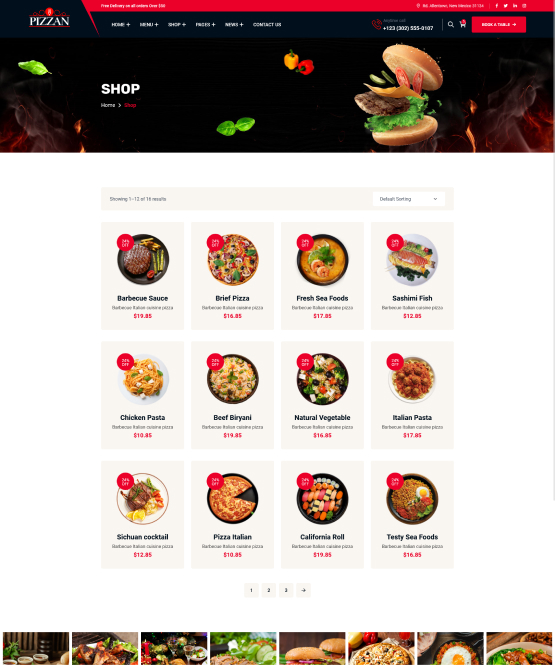 Free Delivery on all orders Over $50
Rd. Allentown, New Mexico 31134
PIZZAN
HOME + MENU + SHOP + PAGES + NEWS + CONTACT US
+123 (302) 555-0107
BOOK A TABLE →
SHOP
Home > Shop
Showing 1–12 of 16 results
Default Sorting
24% OFF
24% OFF
24% OFF
24% OFF
Barbecue Sauce
Brief Pizza
Fresh Sea Foods
Sashimi Fish
Barbecue Italian cuisine pizza
Barbecue Italian cuisine pizza
Barbecue Italian cuisine pizza
Barbecue Italian cuisine pizza
$19.85
$16.85
$17.85
$12.85
24% OFF
24% OFF
24% OFF
24% OFF
Chicken Pasta
Beef Biryani
Natural Vegetable
Italian Pasta
Barbecue Italian cuisine pizza
Barbecue Italian cuisine pizza
Barbecue Italian cuisine pizza
Barbecue Italian cuisine pizza
$10.85
$19.85
$16.85
$17.85
24% OFF
24% OFF
24% OFF
24% OFF
Sichuan cocktail
Pizza Italian
California Roll
Testy Sea Foods
Barbecue Italian cuisine pizza
Barbecue Italian cuisine pizza
Barbecue Italian cuisine pizza
Barbecue Italian cuisine pizza
$12.85
$10.85
$19.85
$16.85
1 2 3 →